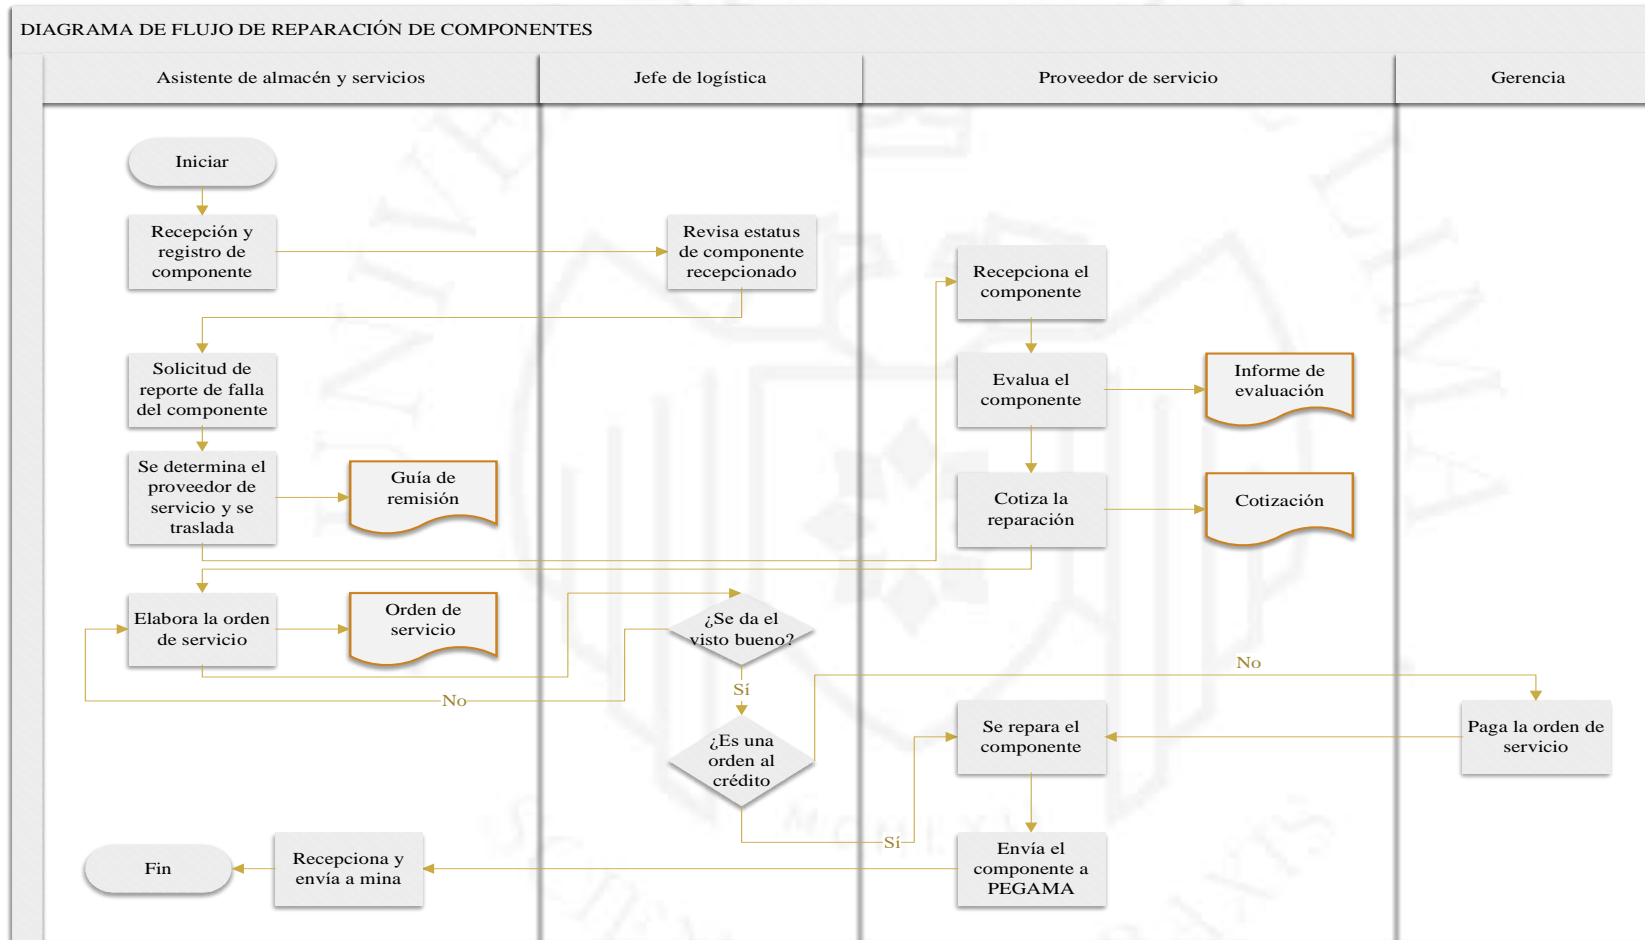 DIAGRAMA DE FLUJO DE REPARACIÓN DE COMPONENTES
Asistente de almacén y servicios
Jefe de logística
Proveedor de servicio
Gerencia
Iniciar
Recepción y
registro de
componente
Revisa estatus
de componente
recepcionado
Recepciona el
componente
Solicitud de
reporte de falla
del componente
Evalua el
componente
Informe de
evaluación
Se determina el
proveedor de
servicio y se
traslada
Guía de
remisión
Cotiza la
reparación
Cotización
Elabora la orden
de servicio
Orden de
servicio
¿Se da el
visto bueno?
No
Sí
No
¿Es una
orden al
crédito
Se repara el
componente
Paga la orden de
servicio
Sí
Envía el
componente a
PEGAMA
Recepciona y
envía a mina
Fin